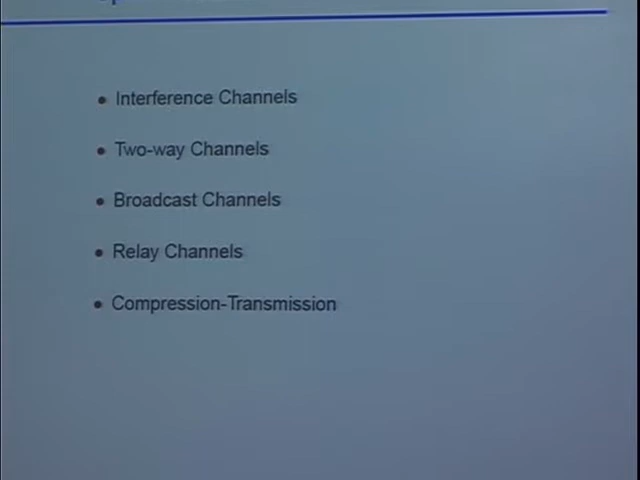 • Interference Channels
• Two-way Channels
• Broadcast Channels
• Relay Channels
• Compression-Transmission